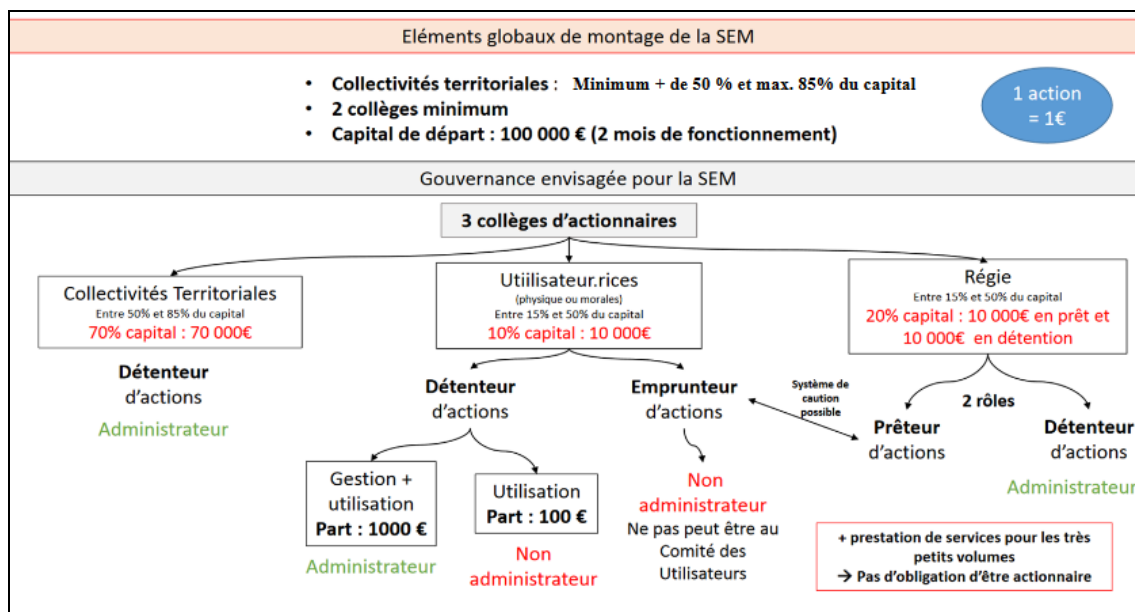 Eléments globaux de montage de la SEM
• Collectivités territoriales : Minimum + de 50 % et max. 85% du capital
• 2 collèges minimum
• Capital de départ : 100 000 € (2 mois de fonctionnement)
1 action
= 1€
Gouvernance envisagée pour la SEM
3 collèges d'actionnaires
Collectivités Territoriales
Entre 50% et 85% du capital
70% capital : 70 000€
Détenteur
d'actions
Administrateur
Utiilisateur.rices
(physique ou morales)
Entre 15% et 50% du capital
10% capital : 10 000€
Détenteur
d'actions
Gestion +
utilisation
Part : 1000 €
Administrateur
Utilisation
Part : 100 €
Non
administrateur
Emprunteur
d'actions
Non
administrateur
Ne pas peut être au
Comité des
Utilisateurs
Système de
caution
possible
Régie
Entre 15% et 50% du capital
20% capital : 10 000€ en prêt et
10 000€ en détention
2 rôles
Prêteur
d'actions
Détenteur
d'actions
Administrateur
+ prestation de services pour les très
petits volumes
→ Pas d'obligation d'être actionnaire